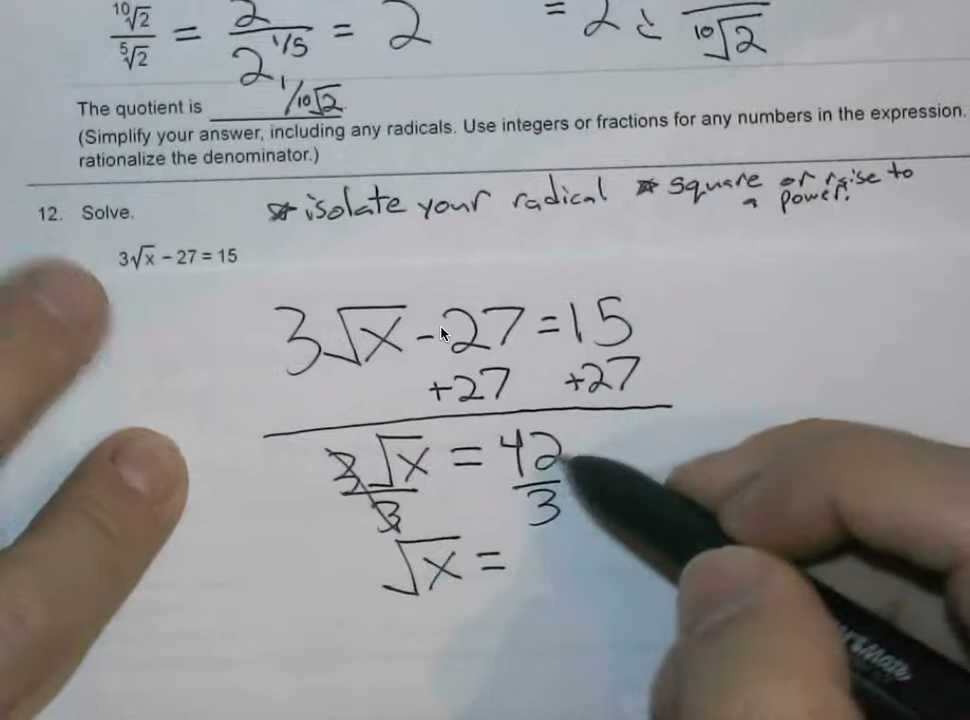 ¹⁰√2 / ⁵√2 = 2 / 2^1/5 = 2 = 2 ¹⁰√2
The quotient is 1/¹⁰√2.
(Simplify your answer, including any radicals. Use integers or fractions for any numbers in the expression.
rationalize the denominator.)
12. Solve. * isolate your radical * square or raise to a power.
3√x − 27 = 15
3√x - 27 = 15
+27 +27
3√x / 3 = 42 / 3
√x =